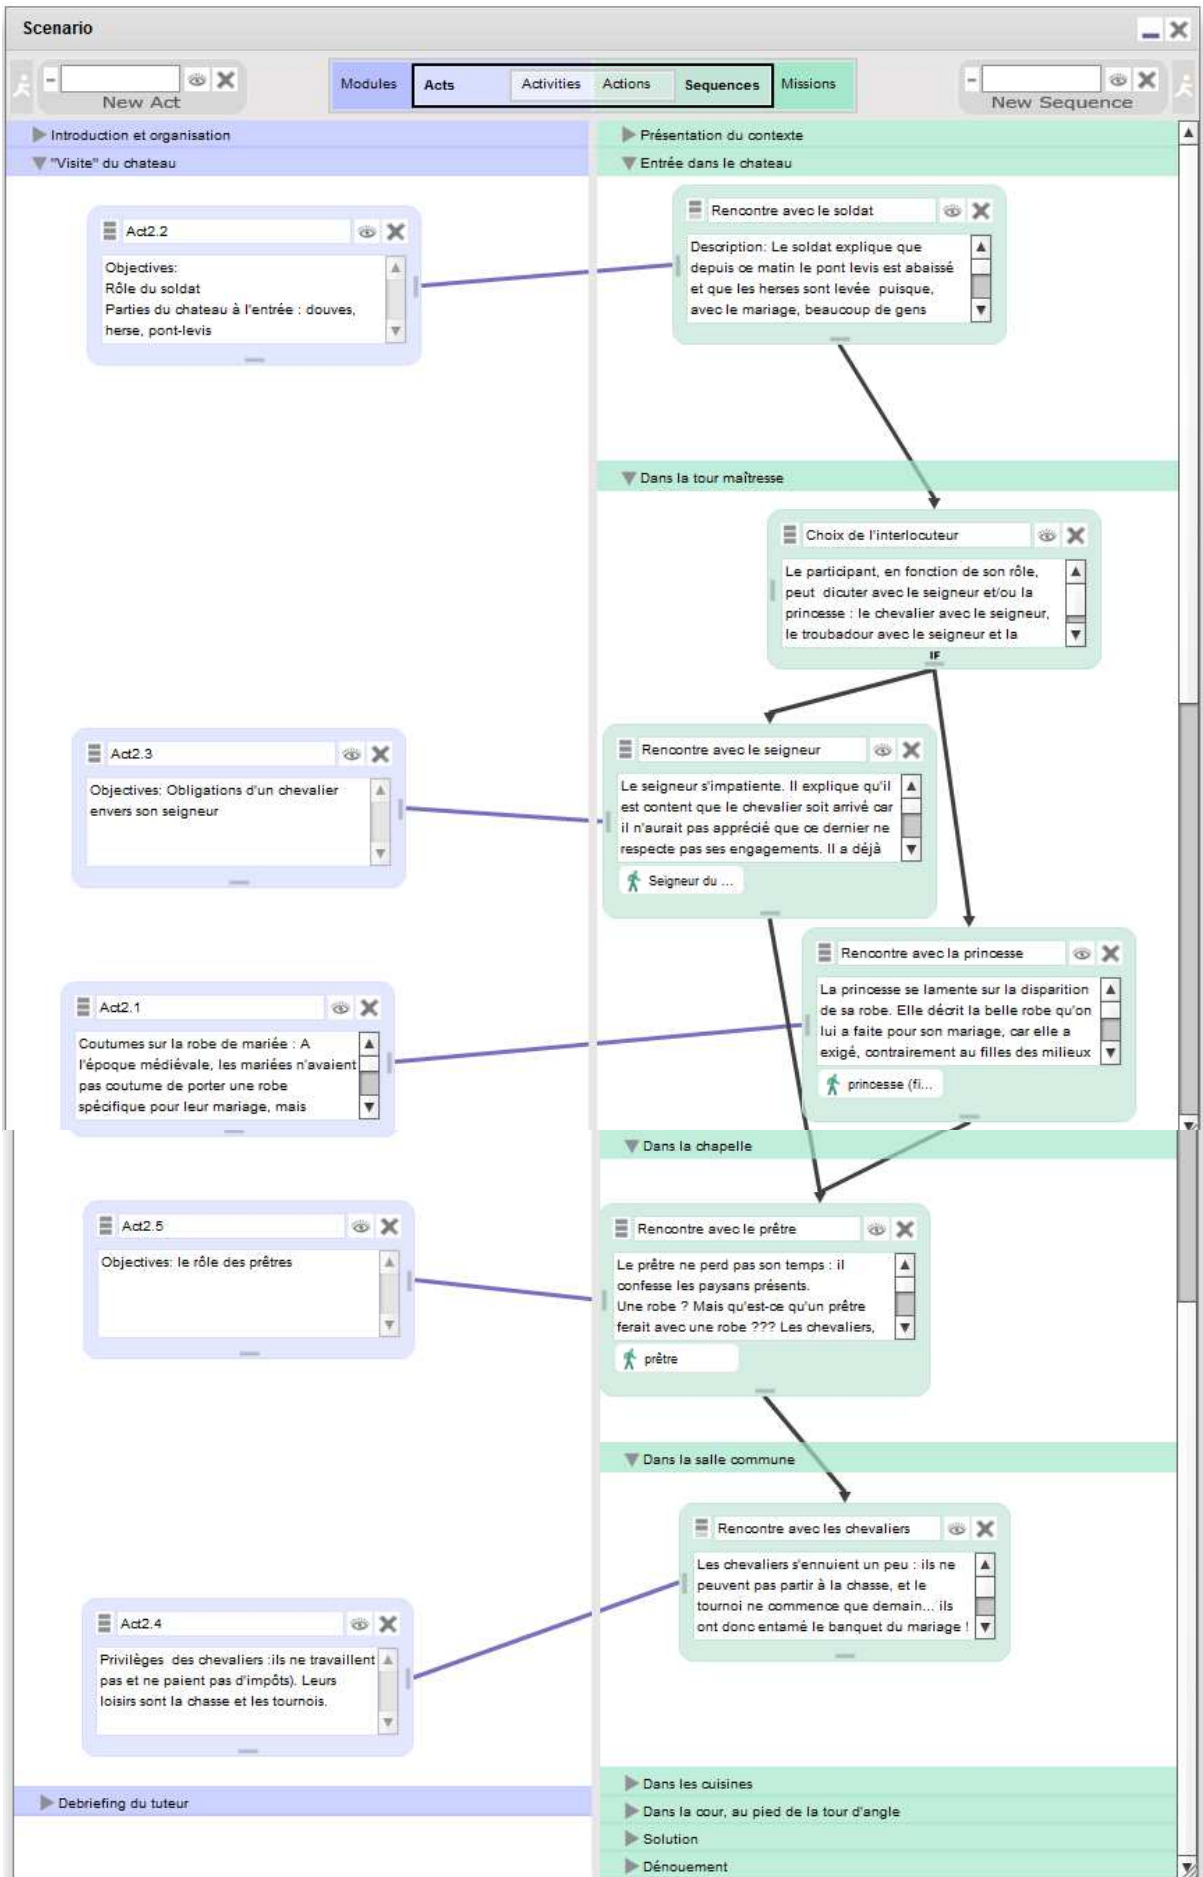 Scenario
New Act
Modules
Acts
Activities
Actions
Sequences
Missions
New Sequence
Introduction et organisation
"Visite" du chateau
Présentation du contexte
Entrée dans le chateau
Act2.2
Objectives:
Rôle du soldat
Parties du chateau à l'entrée : douves,
herse, pont-levis
Rencontre avec le soldat
Description: Le soldat explique que
depuis ce matin le pont levis est abaissé
et que les herses sont levée puisque,
avec le mariage, beaucoup de gens
Dans la tour maîtresse
Choix de l'interlocuteur
Le participant, en fonction de son rôle,
peut dicuter avec le seigneur et/ou la
princesse : le chevalier avec le seigneur,
le troubadour avec le seigneur et la
IF
Act2.3
Objectives: Obligations d'un chevalier
envers son seigneur
Rencontre avec le seigneur
Le seigneur s'impatiente. Il explique qu'il
est content que le chevalier soit arrivé car
il n'aurait pas apprécié que ce dernier ne
respecte pas ses engagements. Il a déjà
Seigneur du ...
Rencontre avec la princesse
La princesse se lamente sur la disparition
de sa robe. Elle décrit la belle robe qu'on
lui a faite pour son mariage, car elle a
exigé, contrairement au filles des milieux
princesse (fi...
Act2.1
Coutumes sur la robe de mariée : A
l'époque médiévale, les mariées n'avaient
pas coutume de porter une robe
spécifique pour leur mariage, mais
Dans la chapelle
Act2.5
Objectives: le rôle des prêtres
Rencontre avec le prêtre
Le prêtre ne perd pas son temps : il
confesse les paysans présents.
Une robe ? Mais qu'est-ce qu'un prêtre
ferait avec une robe ??? Les chevaliers,
prêtre
Dans la salle commune
Rencontre avec les chevaliers
Les chevaliers s'ennuient un peu : ils ne
peuvent pas partir à la chasse, et le
tournoi ne commence que demain... ils
ont donc entamé le banquet du mariage !
Act2.4
Privilèges des chevaliers :ils ne travaillent
pas et ne paient pas d'impôts). Leurs
loisirs sont la chasse et les tournois.
Debriefing du tuteur
Dans les cuisines
Dans la cour, au pied de la tour d'angle
Solution
Dénouement